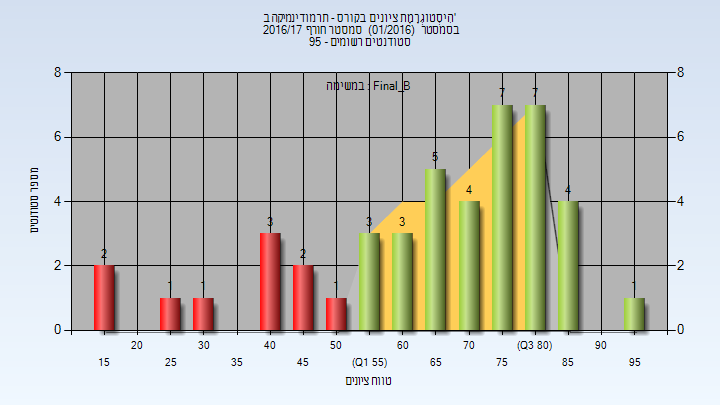 היסטוגרמת ציונים בקורס - תרמודינמיקה ב'
בסמסטר (01/2016) סמסטר חורף 2016/17
סטודנטים רשומים - 95
במשימה : Final_B
8 8
7 7
6 6
5
4 4
4 4
3 3 3
2 2
2 2
1 1 1 1
0 0
20 30 40 (Q1 55) 60 70 (Q3 80) 90
15 25 35 45 65 75 85 95
50
מספר סטודנטים
טווח ציונים